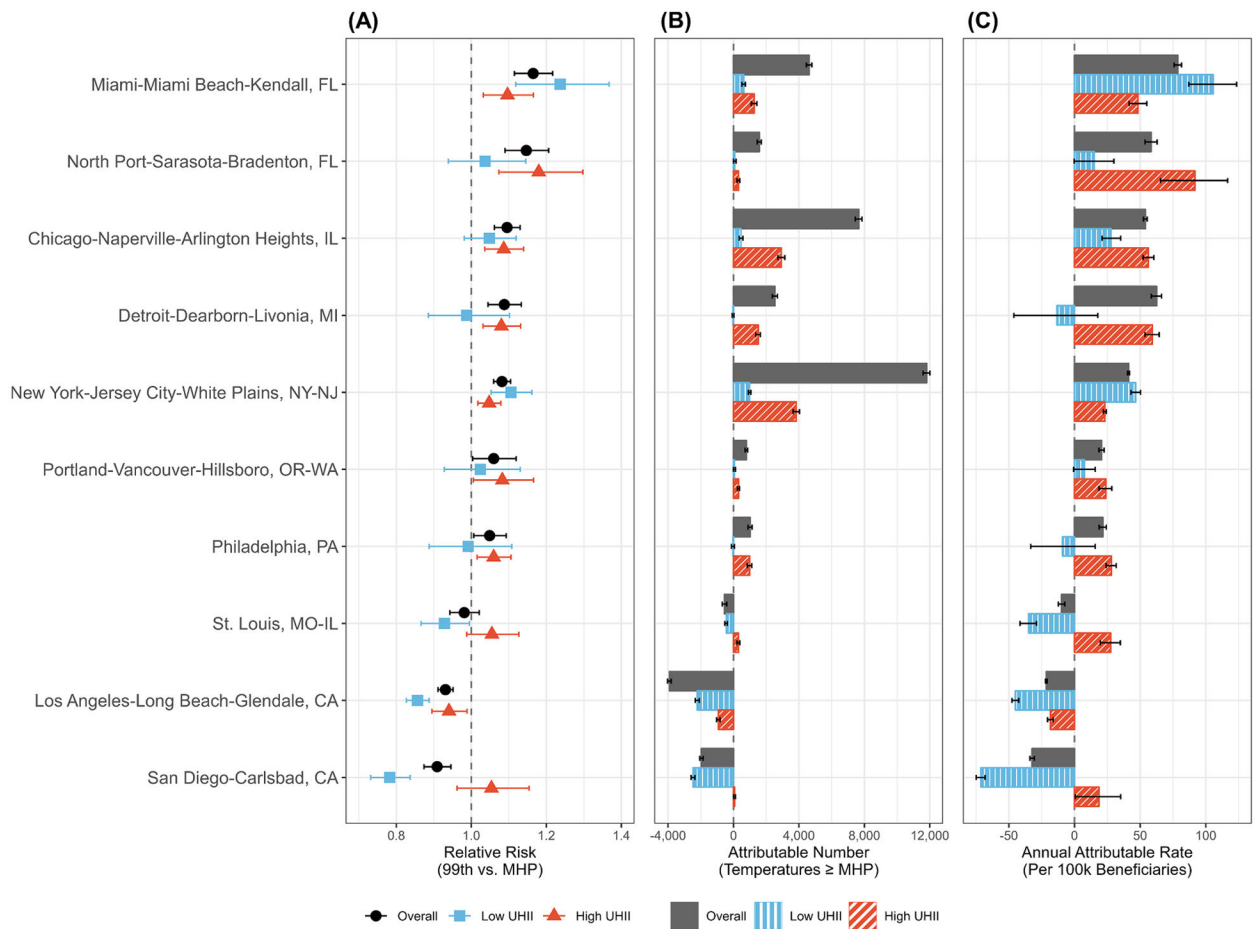 (A)
(B)
(C)
Miami-Miami Beach-Kendall, FL
North Port-Sarasota-Bradenton, FL
Chicago-Naperville-Arlington Heights, IL
Detroit-Dearborn-Livonia, MI
New York-Jersey City-White Plains, NY-NJ
Portland-Vancouver-Hillsboro, OR-WA
Philadelphia, PA
St. Louis, MO-IL
Los Angeles-Long Beach-Glendale, CA
San Diego-Carlsbad, CA
0.8 1.0 1.2 1.4
Relative Risk
(99th vs. MHP)
-4,000 0 4,000 8,000 12,000
Attributable Number
(Temperatures ≥ MHP)
-50 0 50 100
Annual Attributable Rate
(Per 100k Beneficiaries)
Overall Low UHII High UHII
Overall Low UHII High UHII